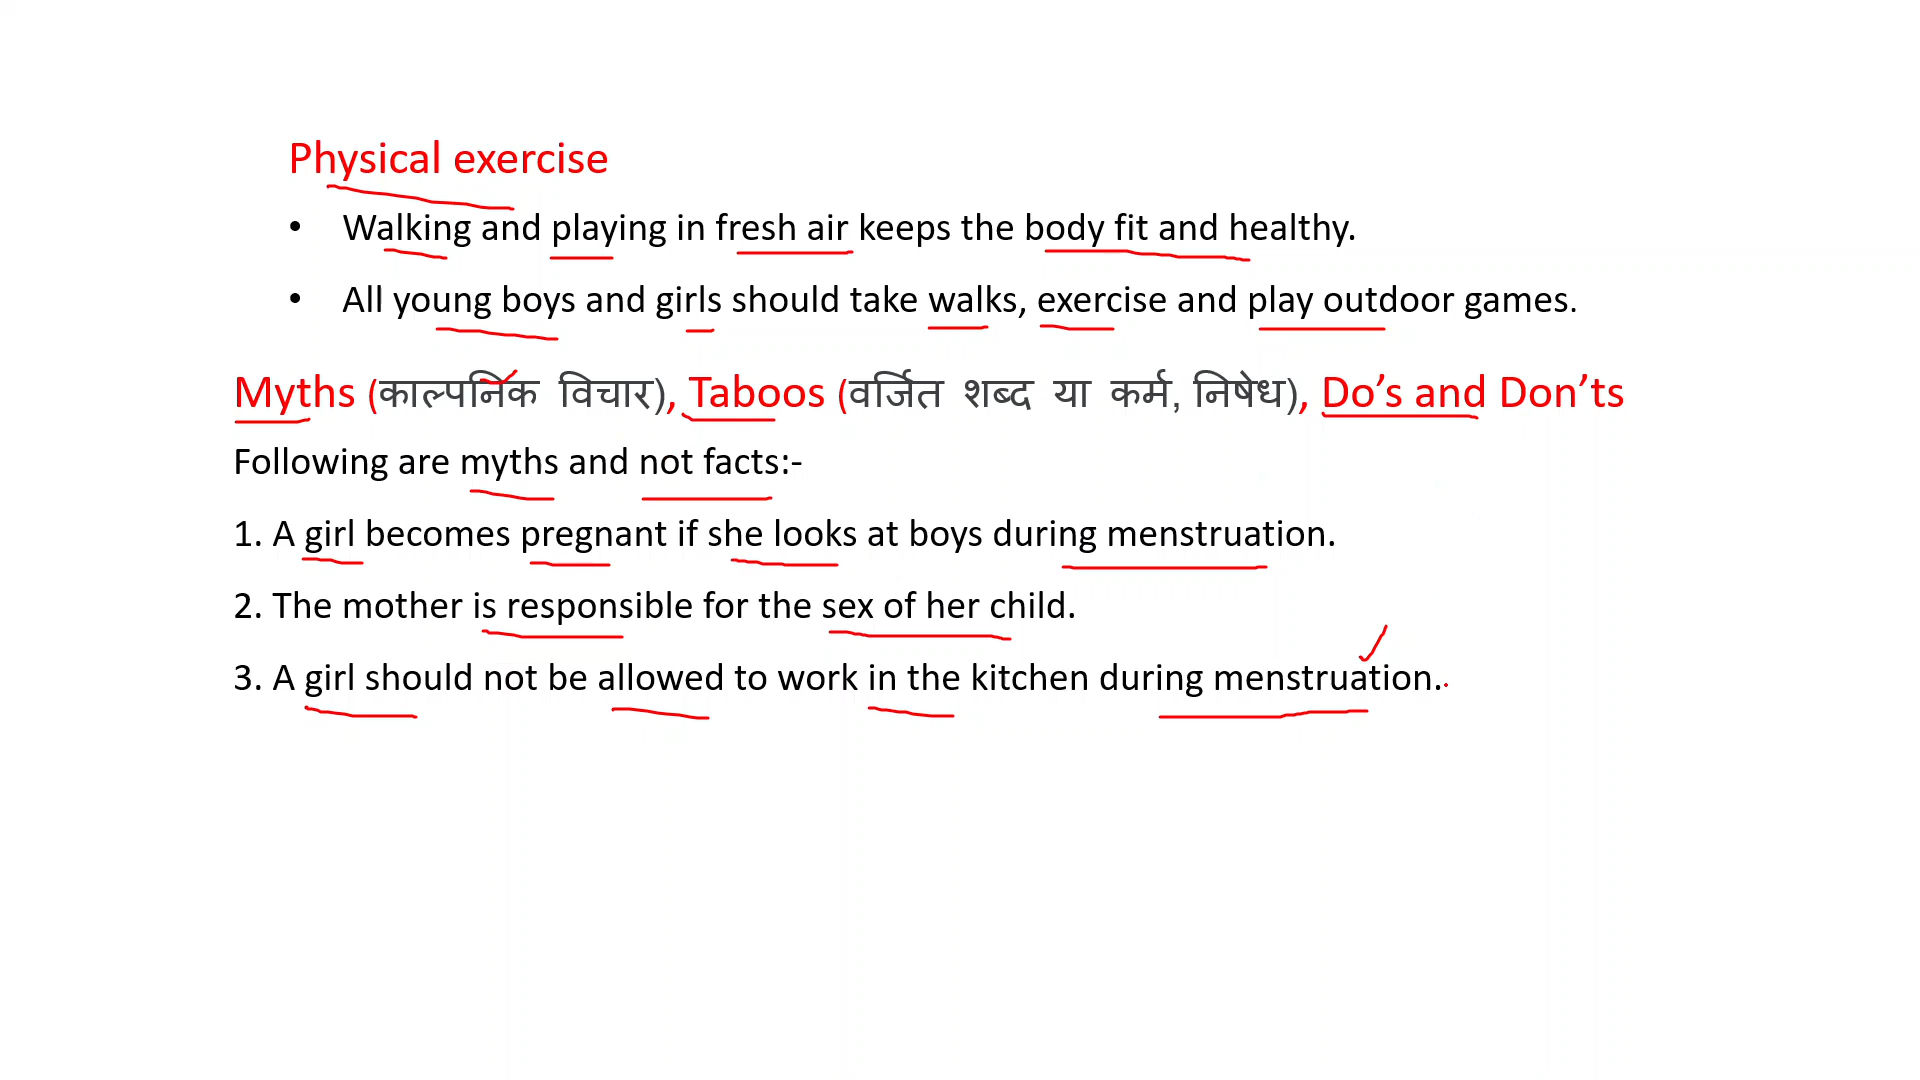 Physical exercise
• Walking and playing in fresh air keeps the body fit and healthy.
• All young boys and girls should take walks, exercise and play outdoor games.
Myths (काल्पनिक विचार), Taboos (वर्जित शब्द या कर्म, निषेध), Do’s and Don’ts
Following are myths and not facts:-
1. A girl becomes pregnant if she looks at boys during menstruation.
2. The mother is responsible for the sex of her child.
3. A girl should not be allowed to work in the kitchen during menstruation.